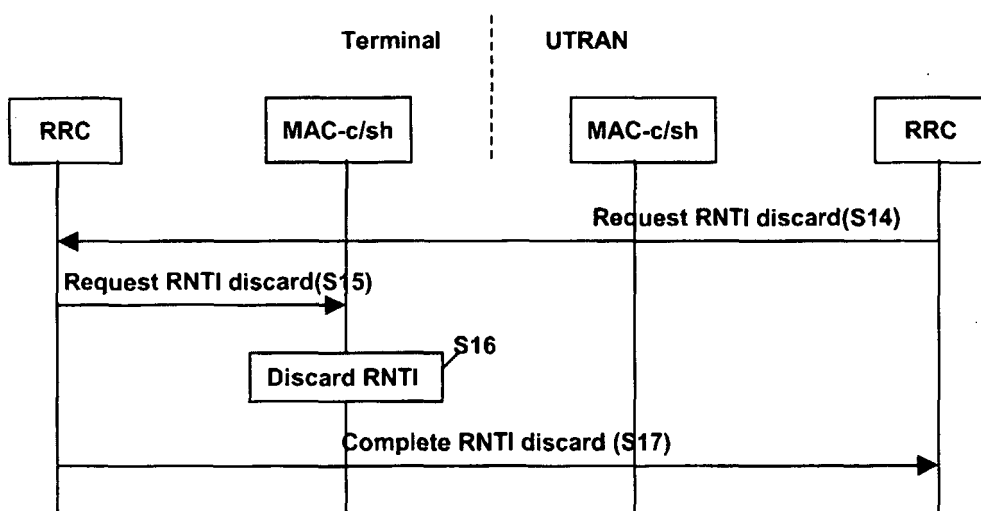 Terminal
UTRAN
RRC
MAC-c/sh
MAC-c/sh
RRC
Request RNTI discard(S14)
Request RNTI discard(S15)
S16
Discard RNTI
Complete RNTI discard (S17)